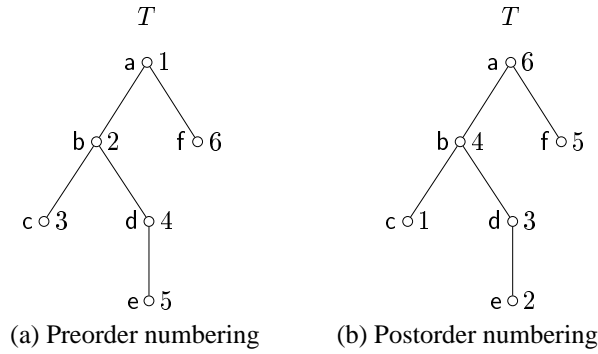 T T
a 1 a 6
b 2 f 6 b 4 f 5
c 3 d 4 c 1 d 3
e 5 e 2
(a) Preorder numbering (b) Postorder numbering